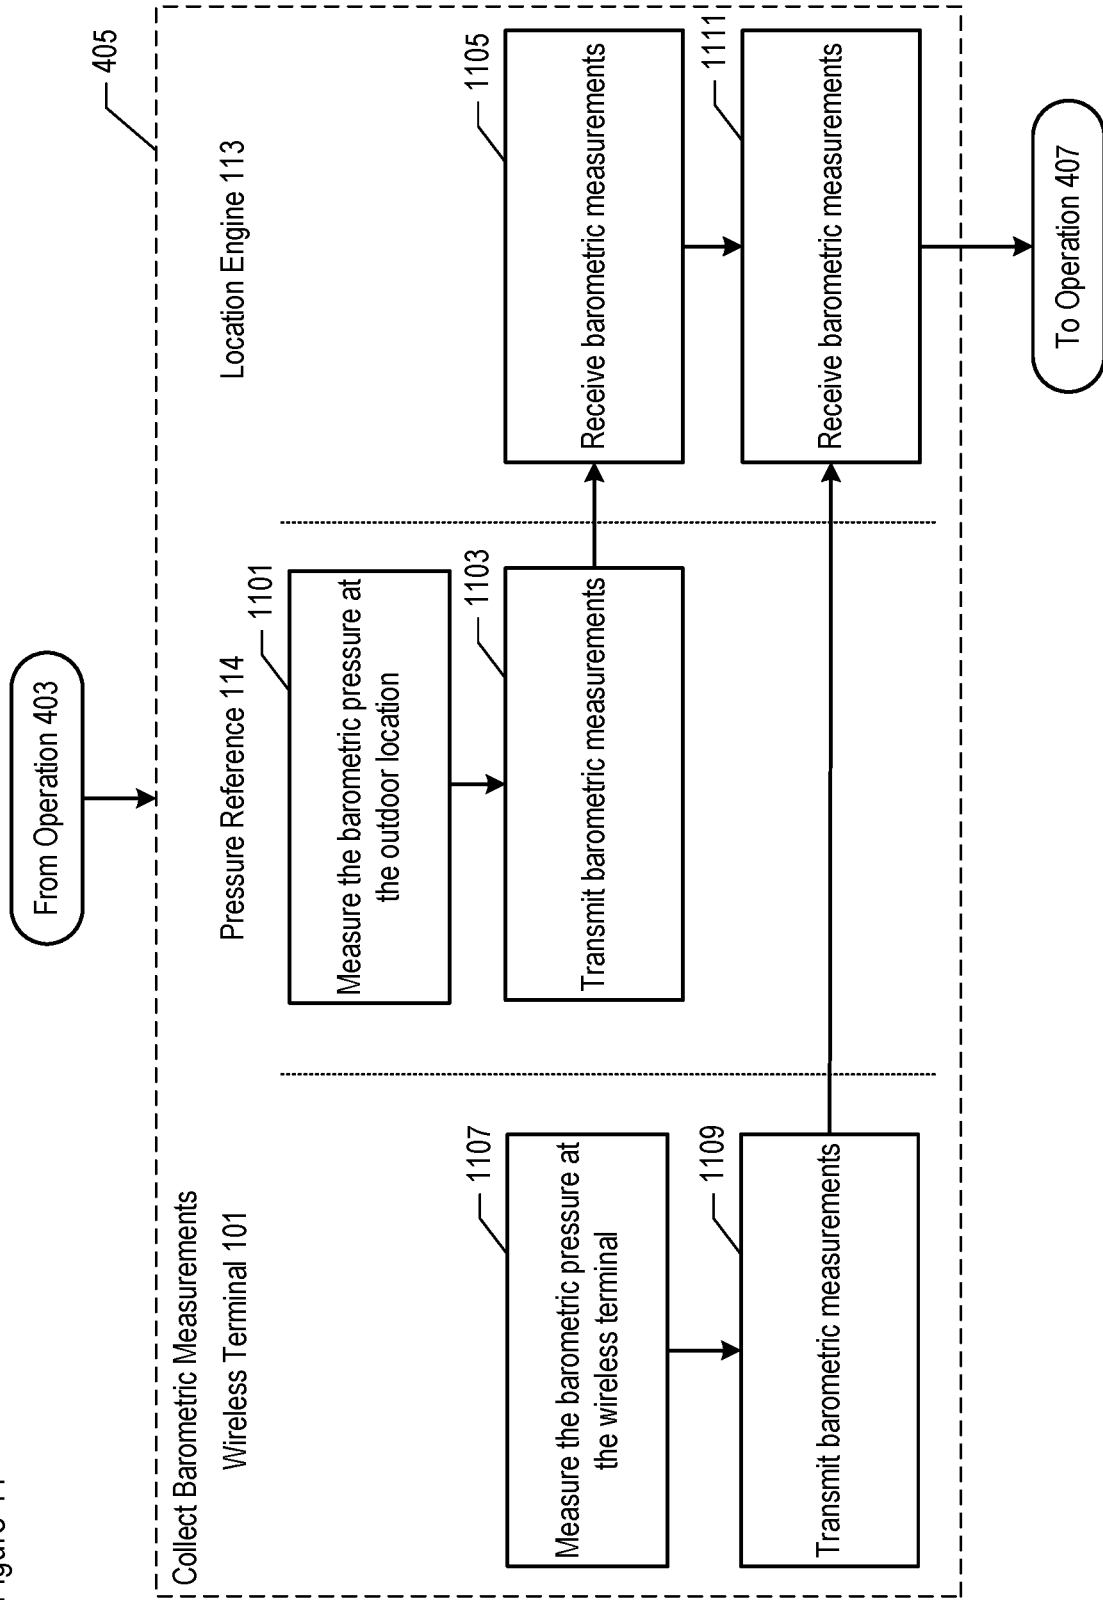 Figure 11
From Operation 403
405
Collect Barometric Measurements
Wireless Terminal 101
Pressure Reference 114
Location Engine 113
1101
Measure the barometric pressure at
the outdoor location
1103
Transmit barometric measurements
1105
Receive barometric measurements
1107
Measure the barometric pressure at
the wireless terminal
1109
Transmit barometric measurements
1111
Receive barometric measurements
To Operation 407